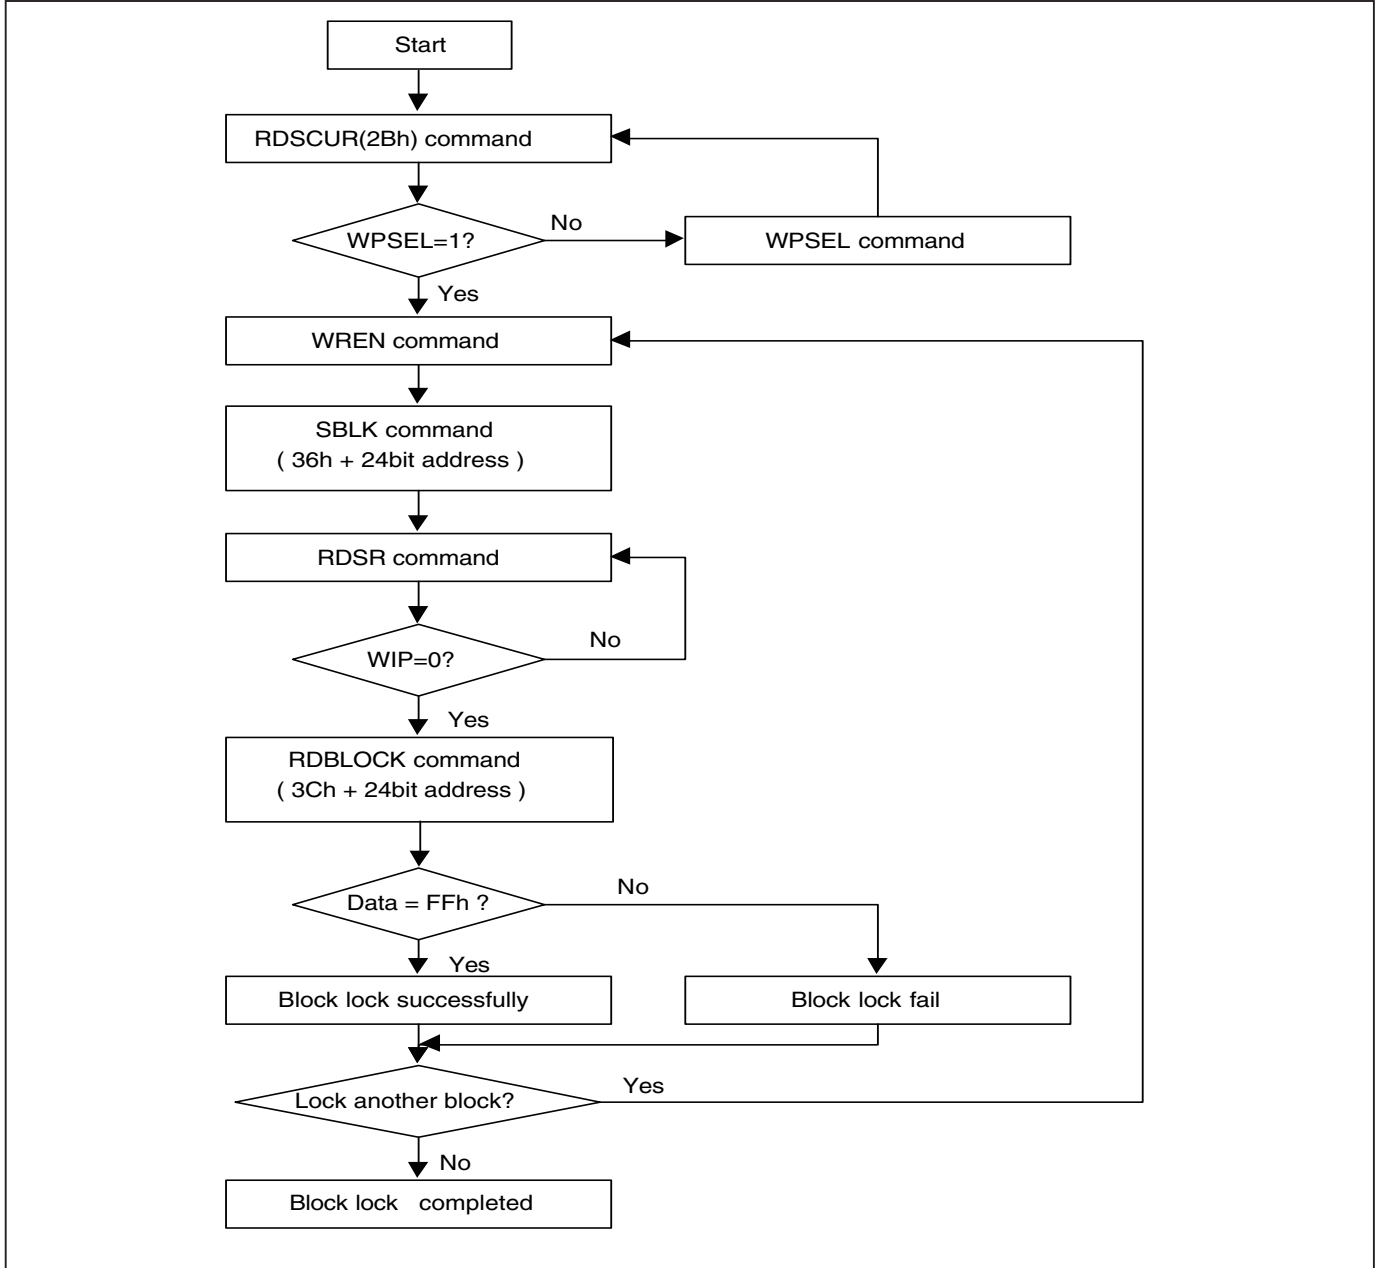 Start
RDSCUR(2Bh) command
WPSEL=1?
No
WPSEL command
Yes
WREN command
SBLK command
( 36h + 24bit address )
RDSR command
WIP=0?
No
Yes
RDBLOCK command
( 3Ch + 24bit address )
Data = FFh ?
No
Yes
Block lock successfully
Block lock fail
Lock another block?
Yes
No
Block lock completed